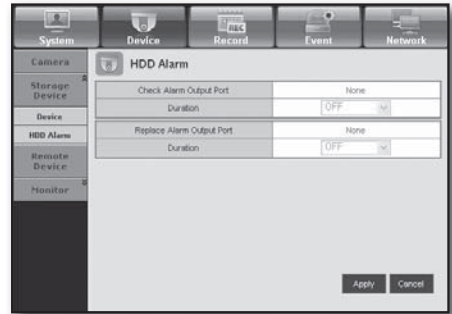 System
Device
Record
Event
Network
REC
Camera
Storage
Device
Device
HDD Alarm
Remote
Device
Monitor
HDD Alarm
Check Alarm Output Port None
Duration OFF
Replace Alarm Output Port None
Duration OFF
Apply Cancel